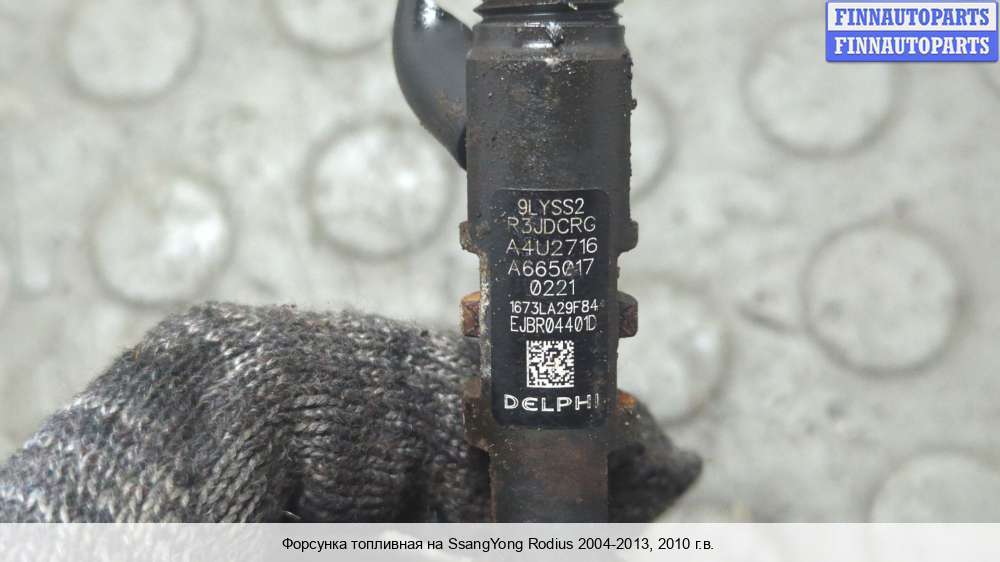 FINNAUTOPARTS
FINNAUTOPARTS
9LYSS2
R3JDCRG
A4U2716
A665017
0221
1673LA29F84
EJBR04401D
DELPHI
Форсунка топливная на SsangYong Rodius 2004-2013, 2010 г.в.